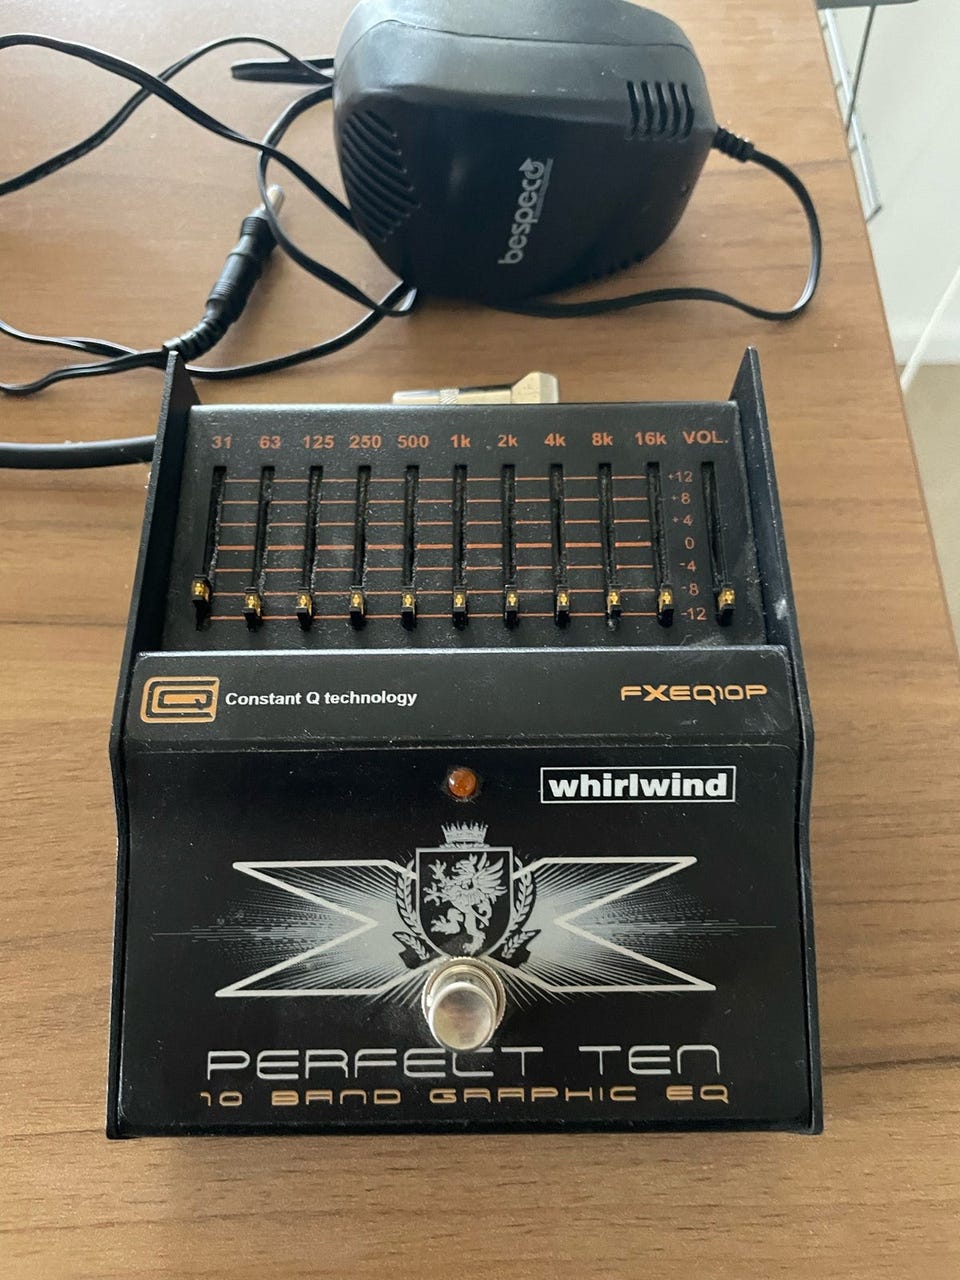 bespeco
31 63 125 250 500 1k 2k 4k 8k 16k VOL.
+12
+8
+4
0
-4
-8
-12
Constant Q technology
FXEQ10P
whirlwind
PERFECT TEN
10 BAND GRAPHIC EQ